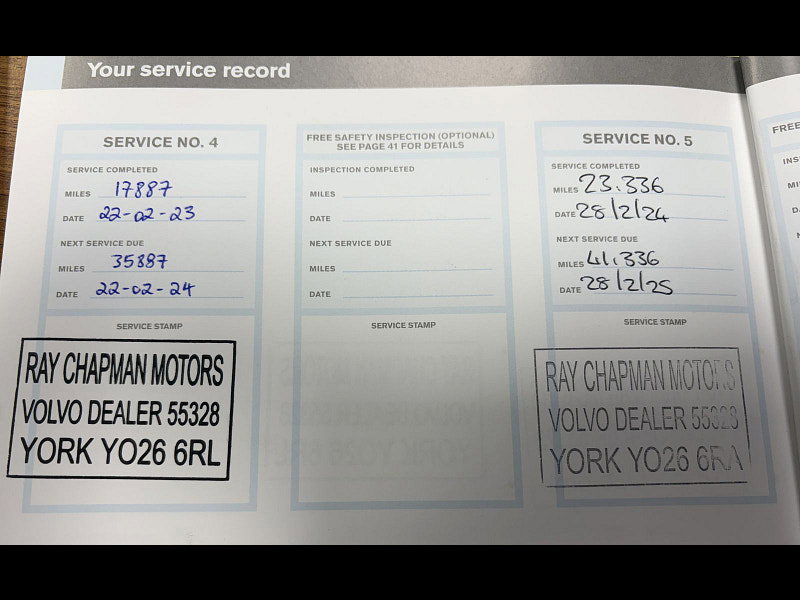 Your service record
SERVICE NO. 4
SERVICE COMPLETED
MILES 17887
DATE 22-02-23
NEXT SERVICE DUE
MILES 35887
DATE 22-02-24
SERVICE STAMP
RAY CHAPMAN MOTORS
VOLVO DEALER 55328
YORK YO26 6RL
FREE SAFETY INSPECTION (OPTIONAL)
SEE PAGE 41 FOR DETAILS
INSPECTION COMPLETED
MILES
DATE
NEXT SERVICE DUE
MILES
DATE
SERVICE STAMP
SERVICE NO. 5
SERVICE COMPLETED
MILES 23.336
DATE 28/2/24
NEXT SERVICE DUE
MILES 41.336
DATE 28/2/25
SERVICE STAMP
RAY CHAPMAN MOTORS
VOLVO DEALER 55328
YORK YO26
FREE